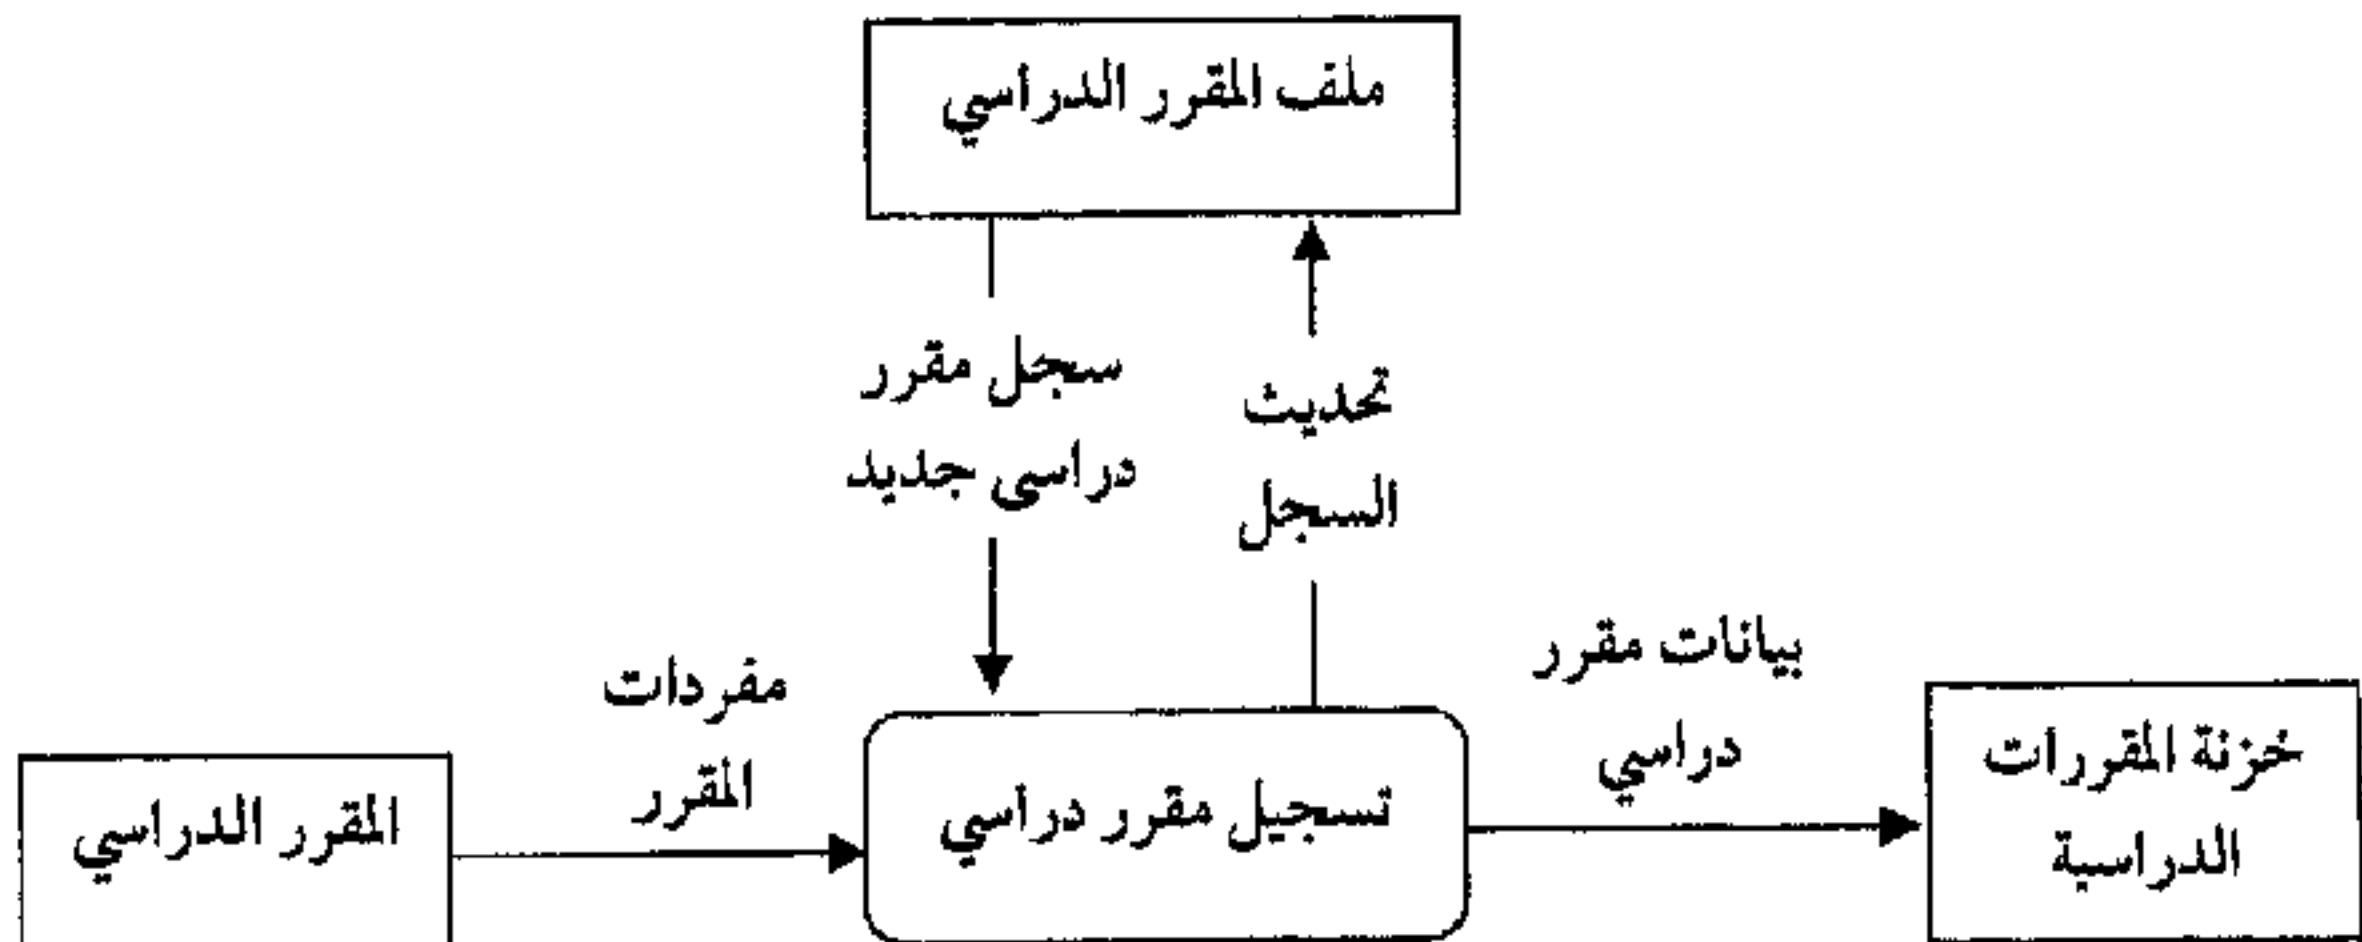 ملف المقرر الدراسي
سجل مقرر
دراسي جديد
تحديث
السجل
مفردات
المقرر
بيانات مقرر
دراسي
المقرر الدراسي
تسجيل مقرر دراسي
خزنة المقررات
الدراسية